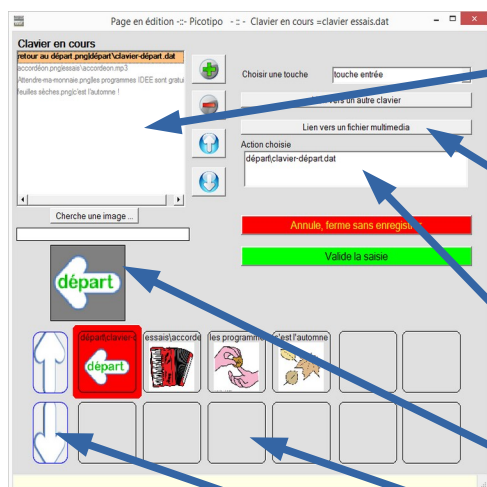 Page en édition -:- Picotipo - :: - Clavier en cours =clavier essais.dat
Clavier en cours
retour au départ.png|départ\clavier-départ.dat
accordéon.png|essais\accordeon.mp3
Attendre-ma-monnaie.png|les programmes IDEE sont gratu
feuilles sèches.png|c'est l'automne !
Choisir une touche
touche entrée
vers un autre clavier
Lien vers un fichier multimedia
Action choisie
départ\clavier-départ.dat
Cherche une image ...
Annule, ferme sans enregistrer
Valide la saisie
départ
départ\clavier-d
essais\accorde
les programme
c'est l'automne
départ